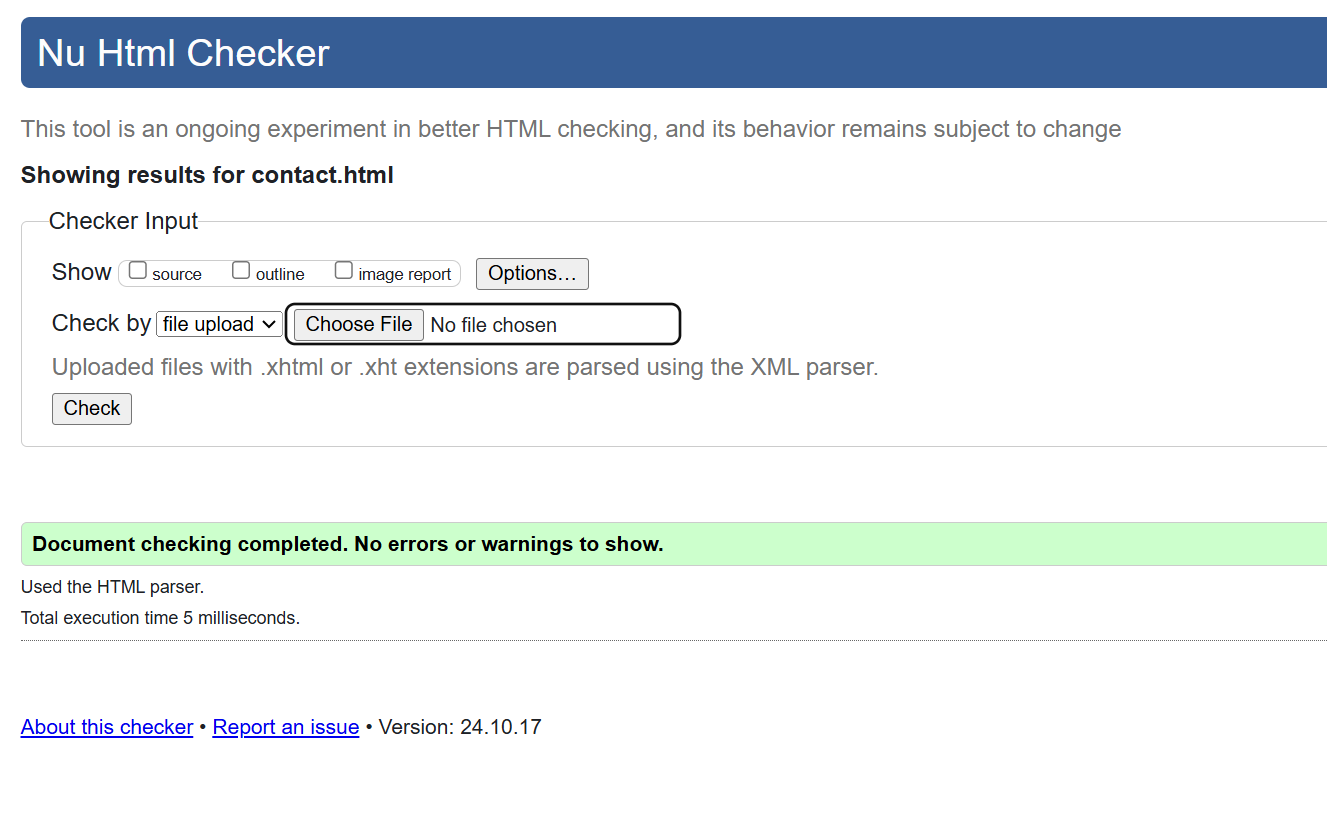 Nu Html Checker
This tool is an ongoing experiment in better HTML checking, and its behavior remains subject to change
Showing results for contact.html
Checker Input
Show source outline image report Options…
Check by file upload Choose File No file chosen
Uploaded files with .xhtml or .xht extensions are parsed using the XML parser.
Check
Document checking completed. No errors or warnings to show.
Used the HTML parser.
Total execution time 5 milliseconds.
About this checker • Report an issue • Version: 24.10.17